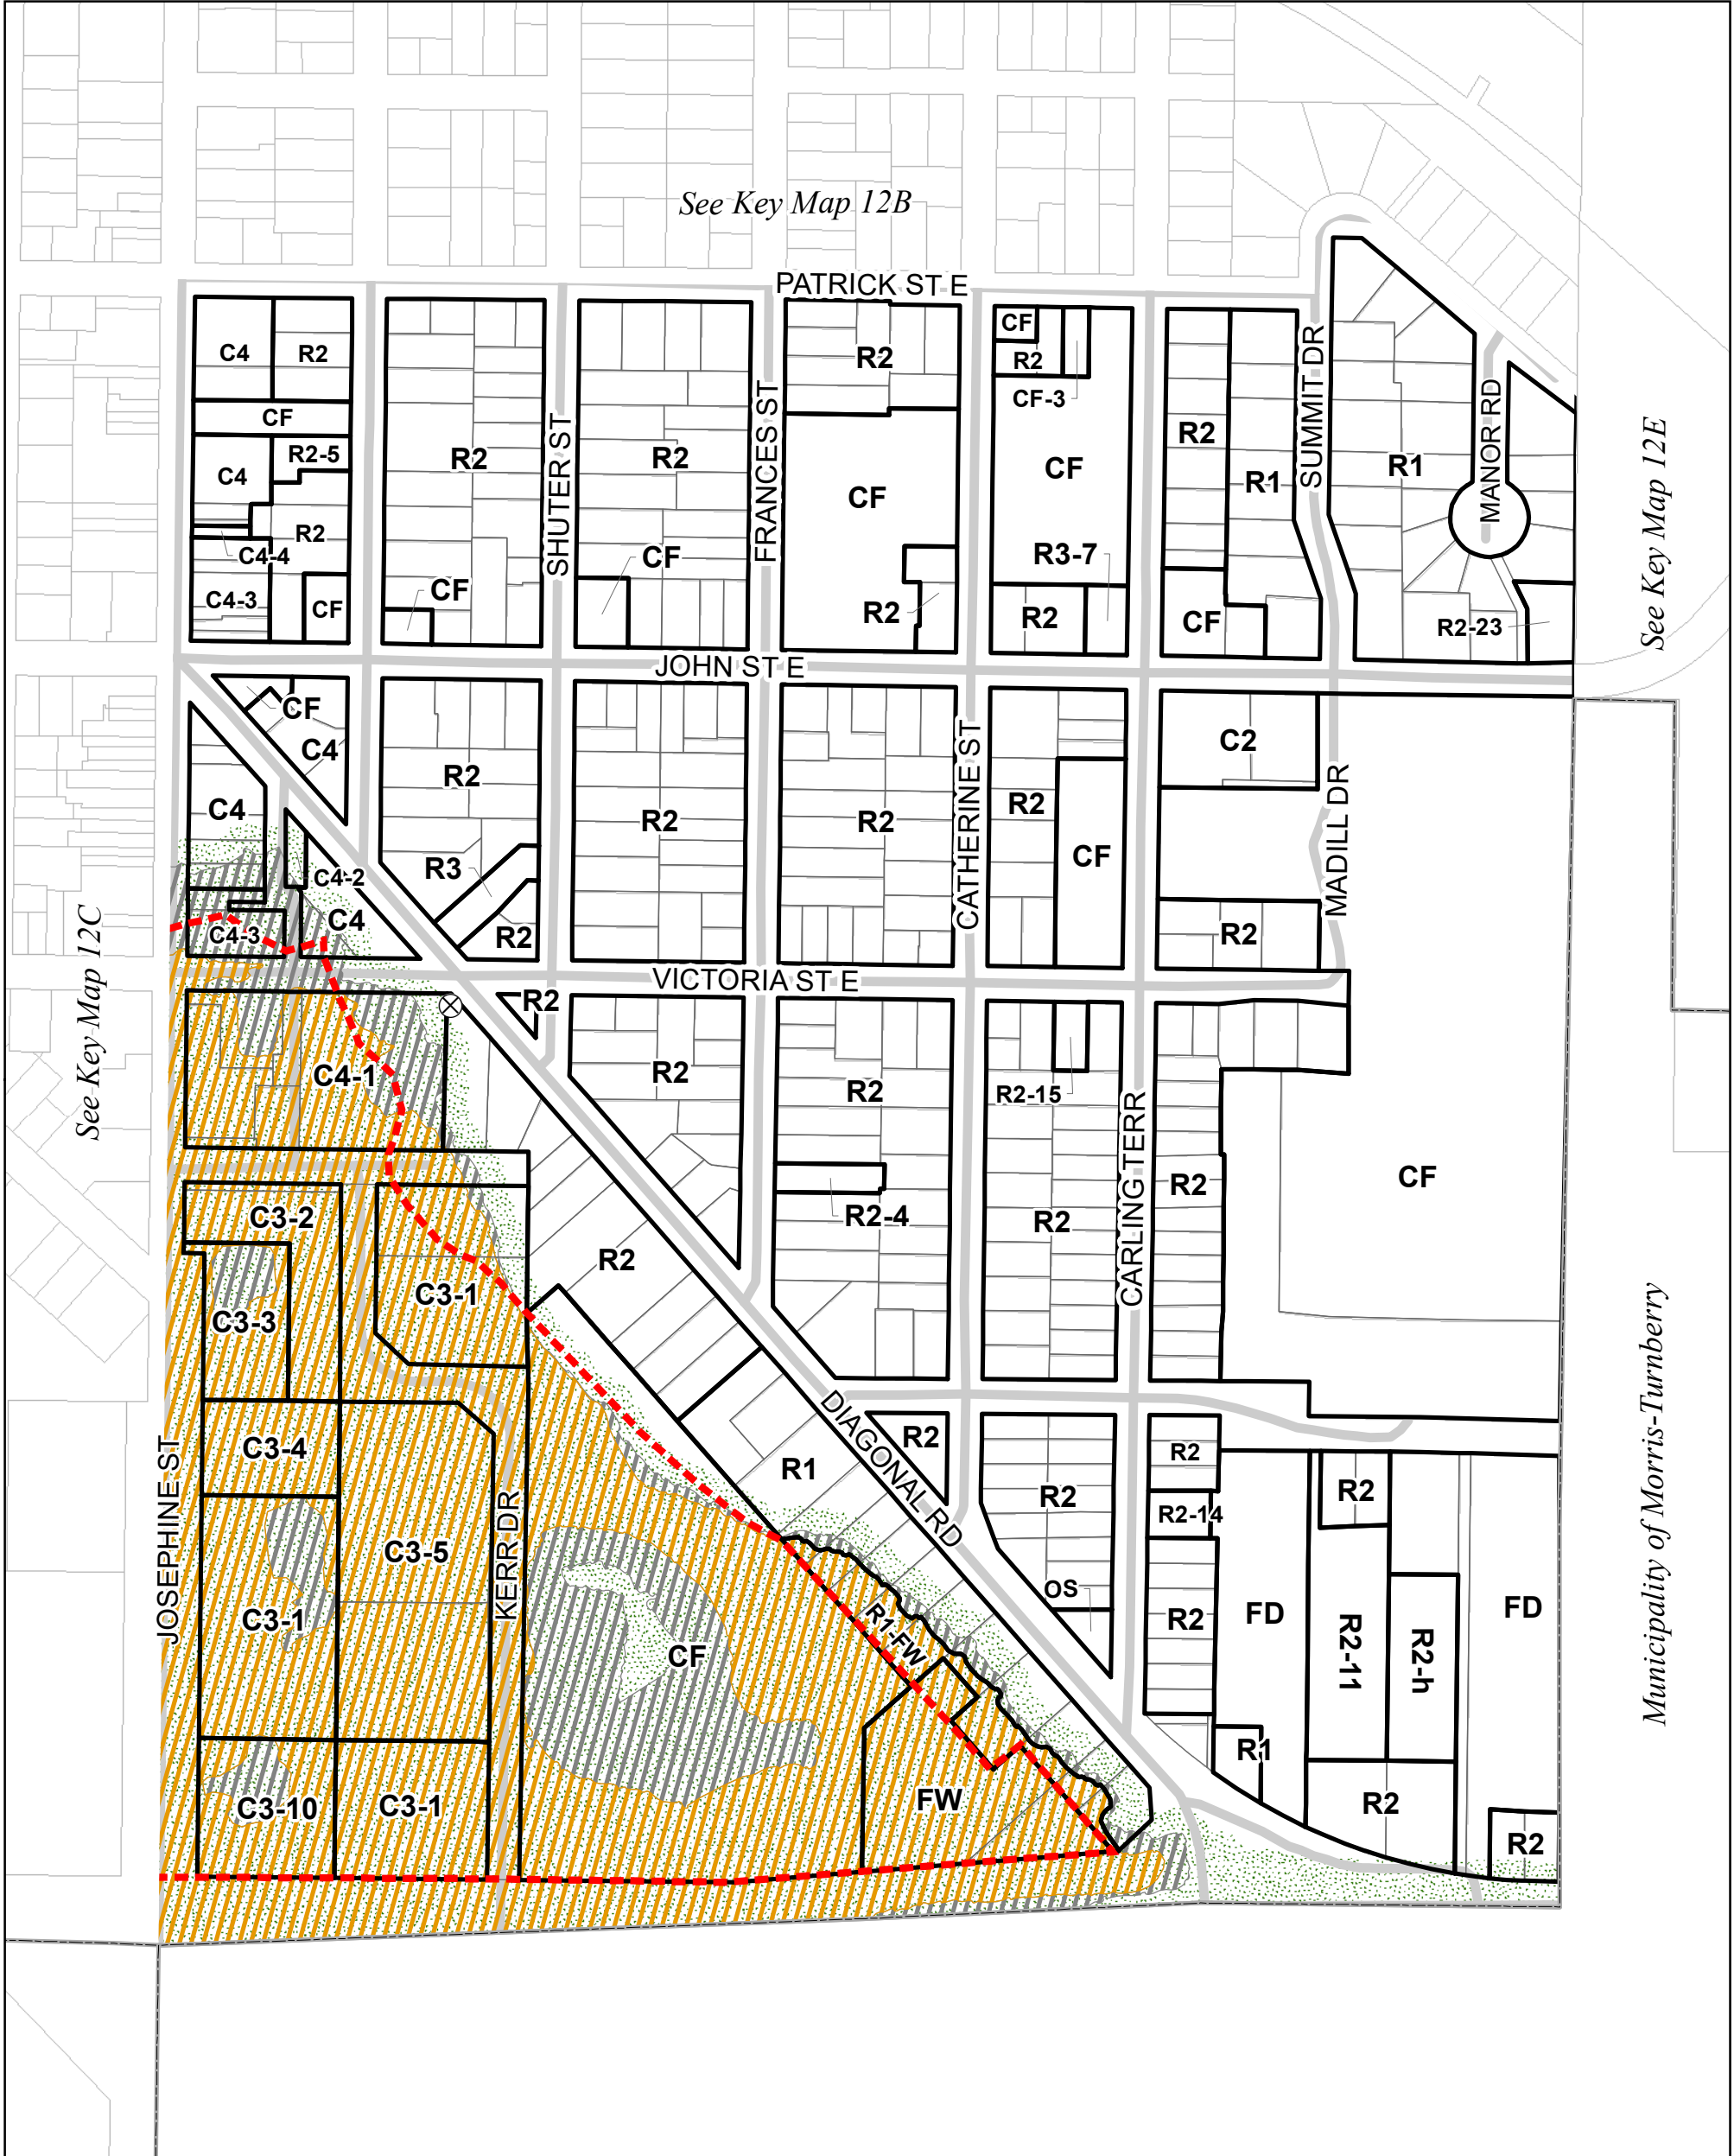 See Key Map 12B
PATRICK ST E
C4
R2
CF
C4
R2-5
R2
C4-4
C4-3
CF
R2
CF
SHUTER ST
R2
CF
FRANCES ST
R2
CF
R2
CF
R2
CF-3
CF
R3-7
R2
R2
R1
CF
SUMMIT DR
R1
MANOR RD
R2-23
See Key Map 12E
JOHN ST E
CF
C4
C4
C4-2
C4
C4-3
R2
R3
R2
R2
R2
CATHERINE ST
R2
CF
C2
R2
MADILL DR
See Key Map 12C
VICTORIA ST E
R2
C4-1
R2
R2
R2-15
R2-4
R2
CARLING TERR
R2
CF
C3-2
C3-3
C3-1
R2
C3-4
C3-5
C3-1
C3-10
C3-1
JOSEPHINE ST
KERR DR
R1
DIAGONAL RD
R2
R2
OS
R2
R2-14
R2
FD
R2
R2-11
R2-h
FD
R1
R2
R2
CF
R1-FW
FW
Municipality of Morris-Turnberry